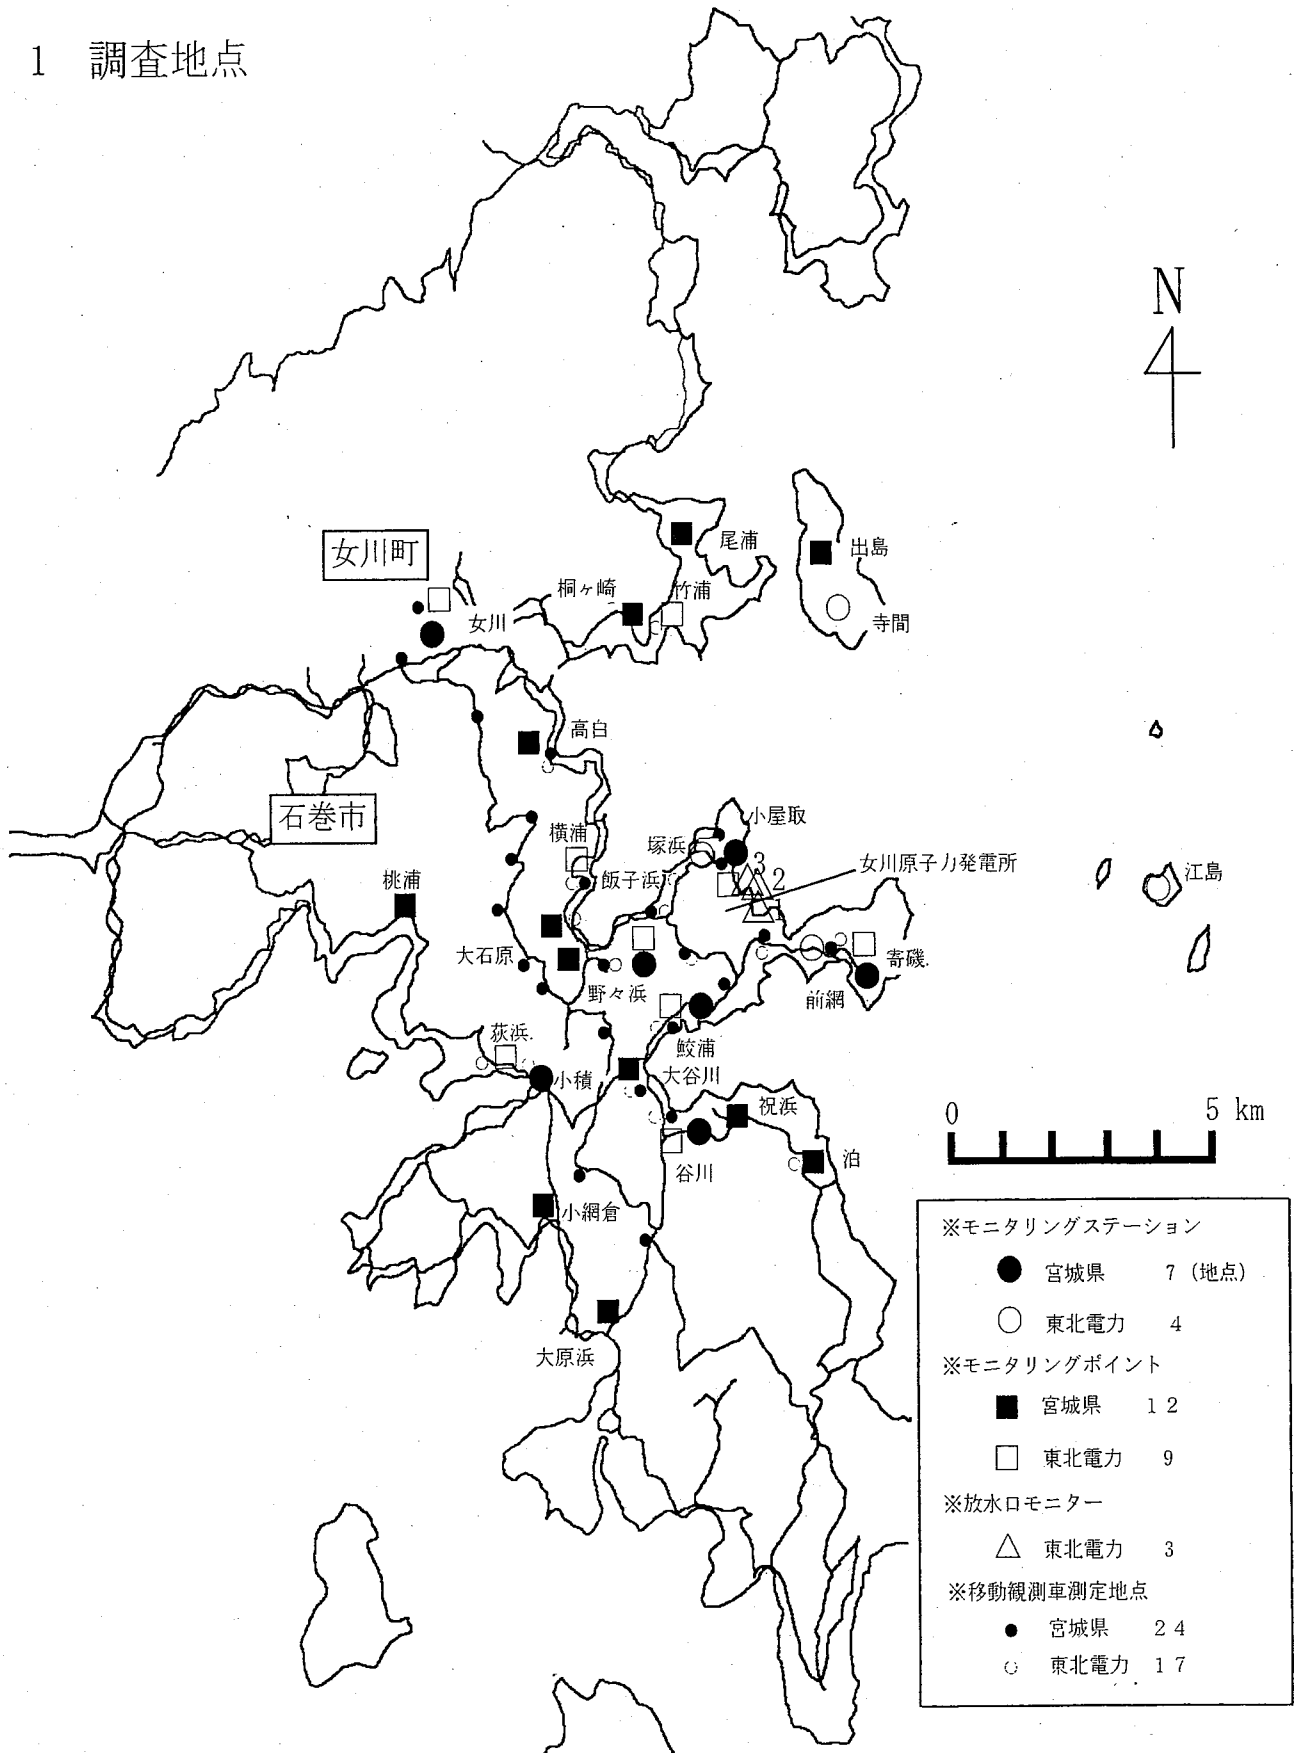 1 調査地点
N
女川町
尾浦
出島
桐ヶ崎
竹浦
女川
寺間
高白
石巻市
小屋取
横浦
塚浜
3
女川原子力発電所
桃浦
飯子浜
2
江島
1
大石原
寄磯
野々浜
前網
荻浜
鮫浦
小積
大谷川
祝浜
0 5 km
谷川
泊
小網倉
大原浜
※モニタリングステーション
宮城県 7 (地点)
東北電力 4
※モニタリングポイント
宮城県 12
東北電力 9
※放水口モニター
東北電力 3
※移動観測車測定地点
宮城県 24
東北電力 17